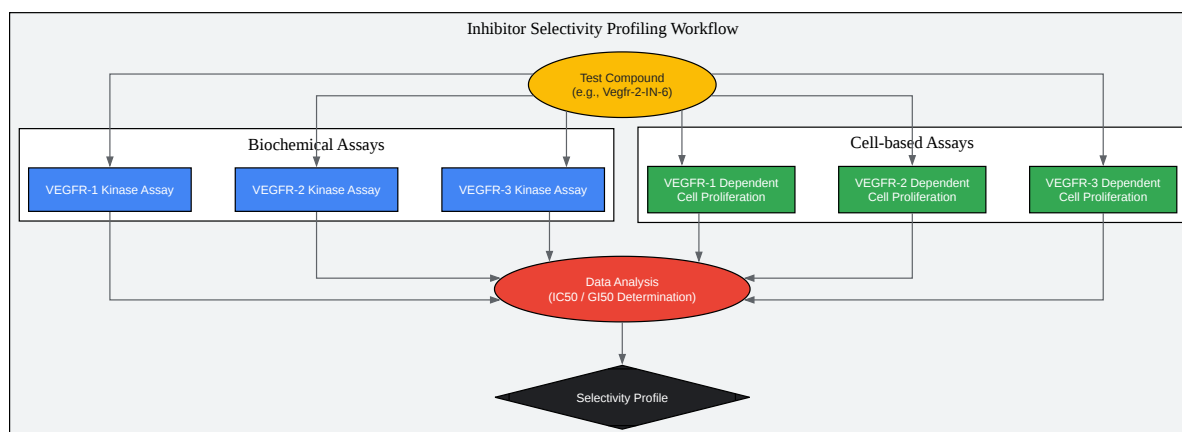 Inhibitor Selectivity Profiling Workflow
Test Compound
(e.g., Vegfr-2-IN-6)
Biochemical Assays
VEGFR-1 Kinase Assay
VEGFR-2 Kinase Assay
VEGFR-3 Kinase Assay
Cell-based Assays
VEGFR-1 Dependent
Cell Proliferation
VEGFR-2 Dependent
Cell Proliferation
VEGFR-3 Dependent
Cell Proliferation
Data Analysis
(IC50 / GI50 Determination)
Selectivity Profile